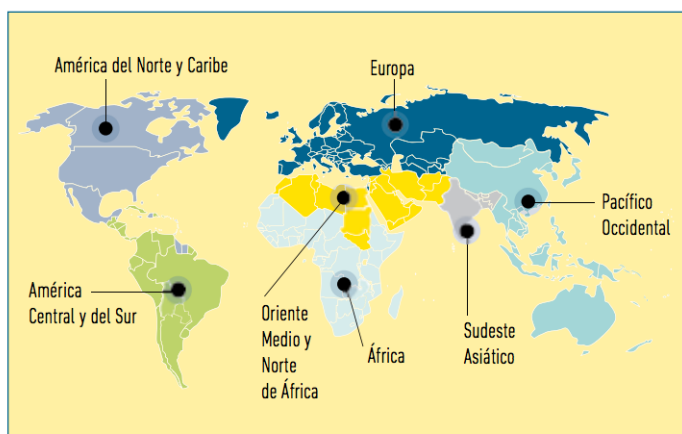 América del Norte y Caribe
Europa
Pacífico
Occidental
América
Central y del Sur
Oriente
Medio y
Norte
de África
África
Sudeste
Asiático